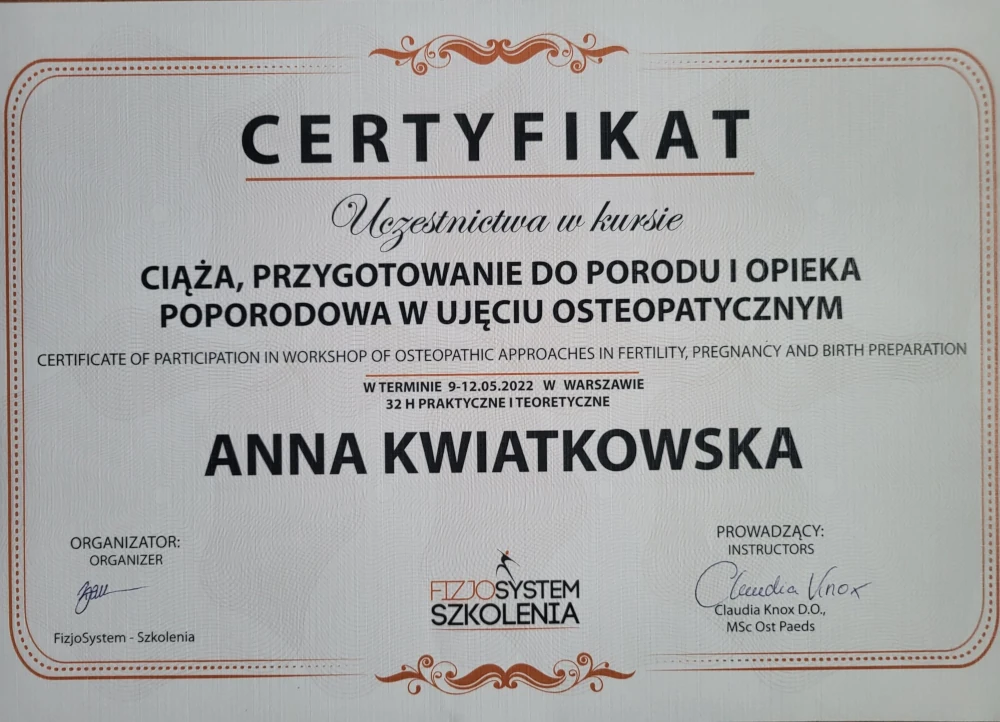 CERTYFIKAT
Uczestnictwa w kursie
CIĄŻA, PRZYGOTOWANIE DO PORODU I OPIEKA
POPORODOWA W UJĘCIU OSTEOPATYCZNYM
CERTIFICATE OF PARTICIPATION IN WORKSHOP OF OSTEOPATHIC APPROACHES IN FERTILITY, PREGNANCY AND BIRTH PREPARATION
W TERMINIE 9-12.05.2022 W WARSZAWIE
32 H PRAKTYCZNE I TEORETYCZNE
ANNA KWIATKOWSKA
ORGANIZATOR:
ORGANIZER
FizjoSystem - Szkolenia
FIZJOSYSTEM
SZKOLENIA
PROWADZĄCY:
INSTRUCTORS
Claudia Knox
Claudia Knox D.O.,
MSc Ost Paeds